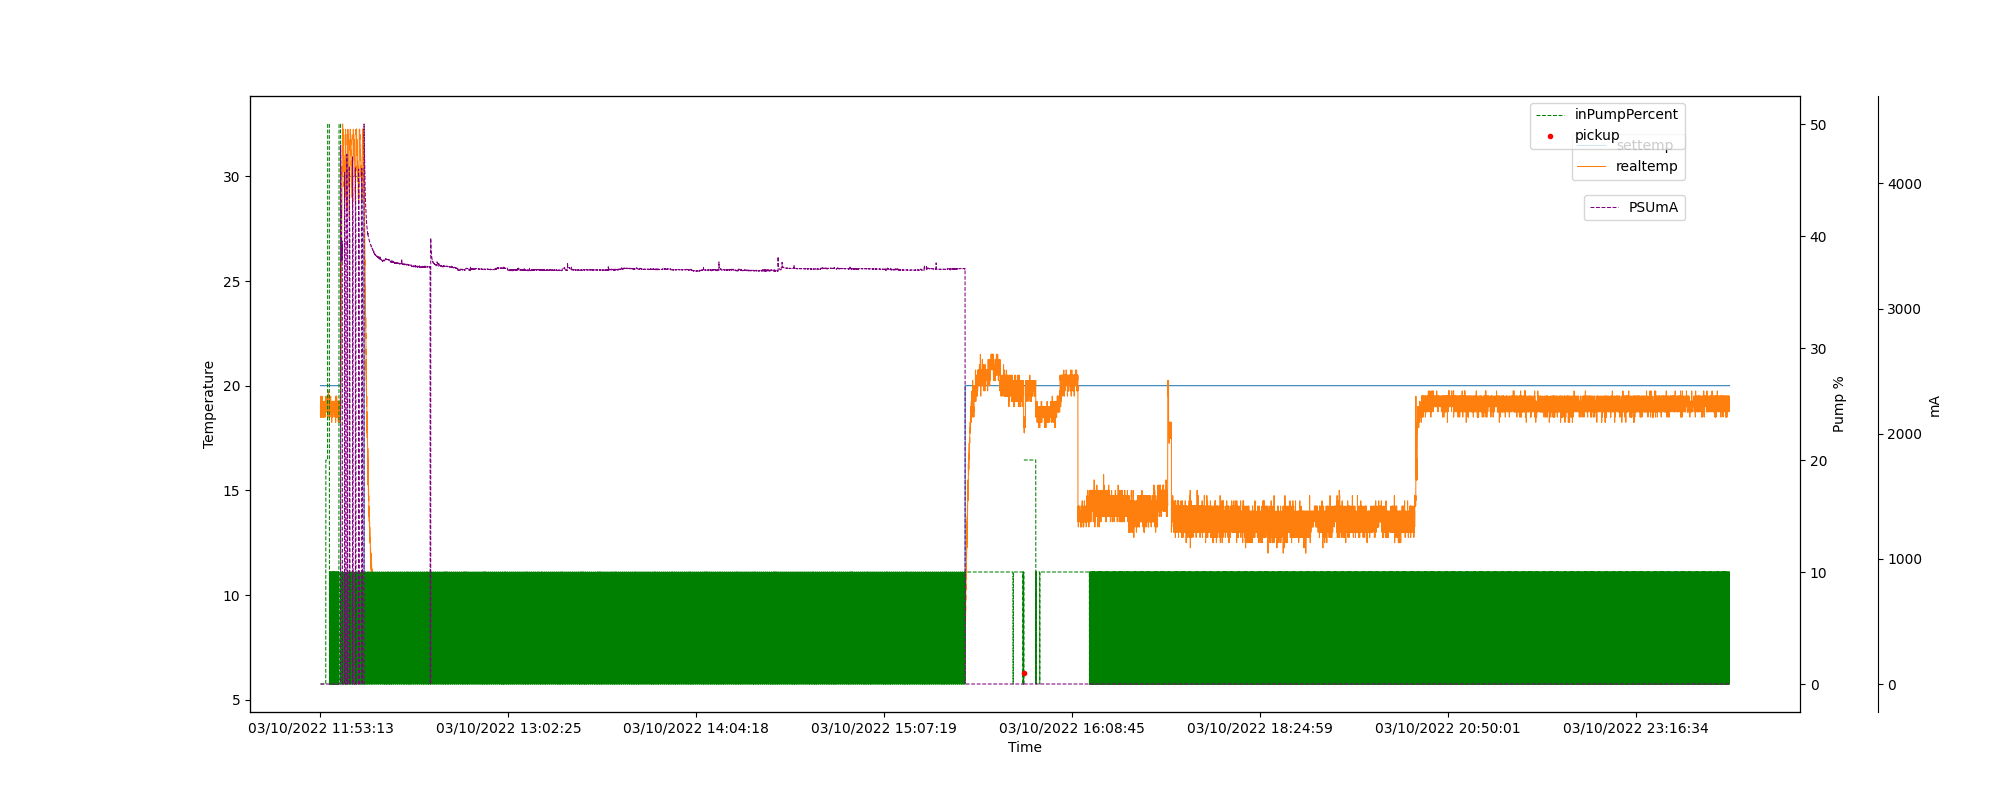 inPumpPercent
pickup
settemp
realtemp
PSUmA
30
25
20
15
10
5
Temperature
50
40
30
20
10
0
Pump %
4000
3000
2000
1000
0
mA
03/10/2022 11:53:13
03/10/2022 13:02:25
03/10/2022 14:04:18
03/10/2022 15:07:19
03/10/2022 16:08:45
03/10/2022 18:24:59
03/10/2022 20:50:01
03/10/2022 23:16:34
Time